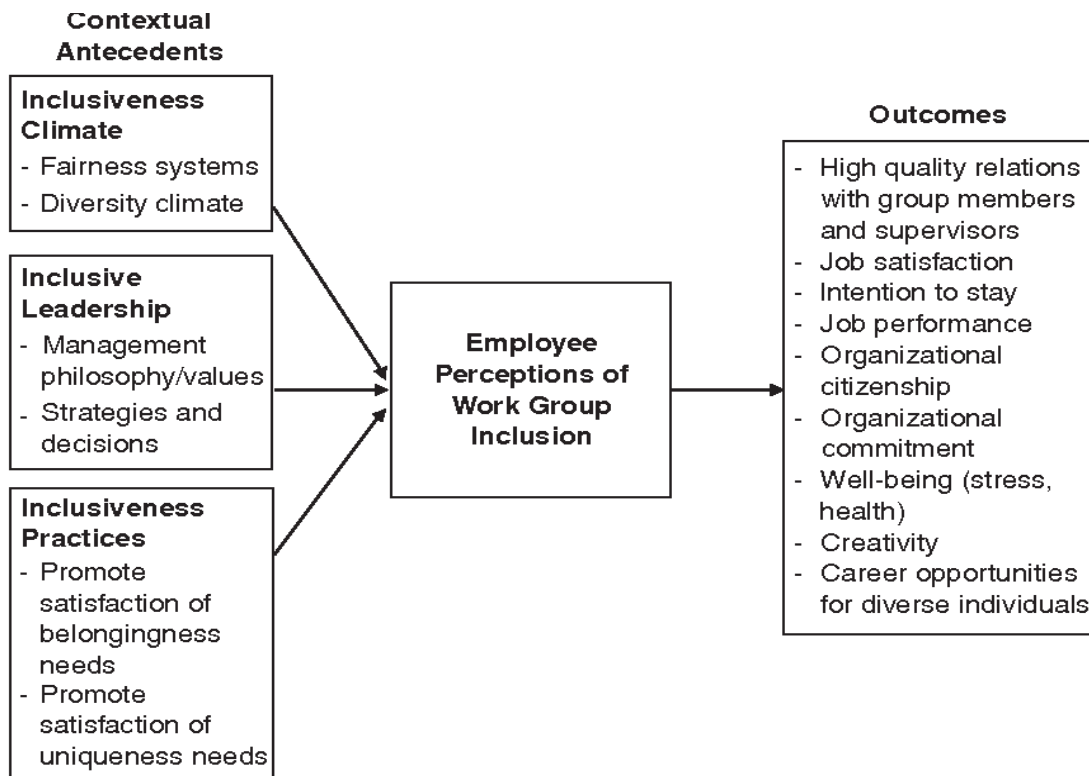 Contextual
Antecedents
Inclusiveness
Climate
- Fairness systems
- Diversity climate
Inclusive
Leadership
- Management
philosophy/values
- Strategies and
decisions
Inclusiveness
Practices
- Promote
satisfaction of
belongingness
needs
- Promote
satisfaction of
uniqueness needs
Employee
Perceptions of
Work Group
Inclusion
Outcomes
- High quality relations
with group members
and supervisors
- Job satisfaction
- Intention to stay
- Job performance
- Organizational
citizenship
- Organizational
commitment
- Well-being (stress,
health)
- Creativity
- Career opportunities
for diverse individuals